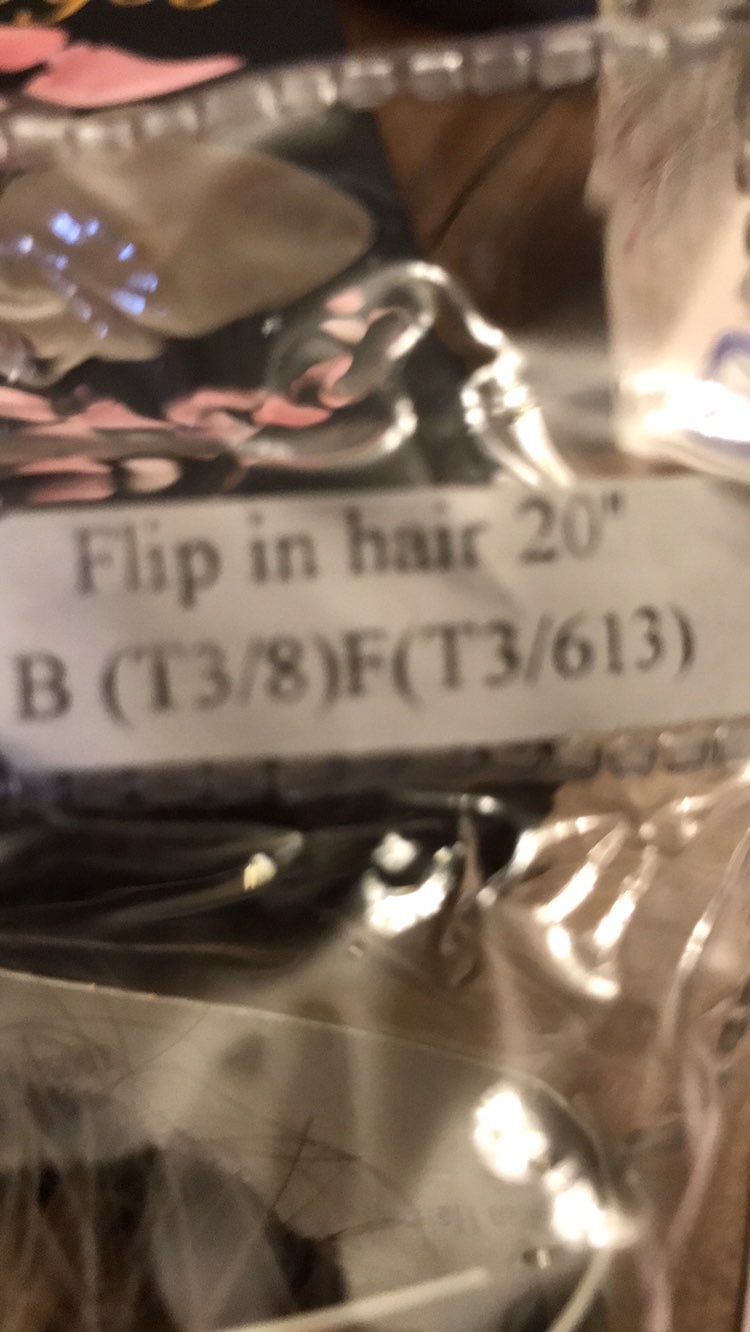 Flip in hair 20"
B (T3/8)F(T3/613)